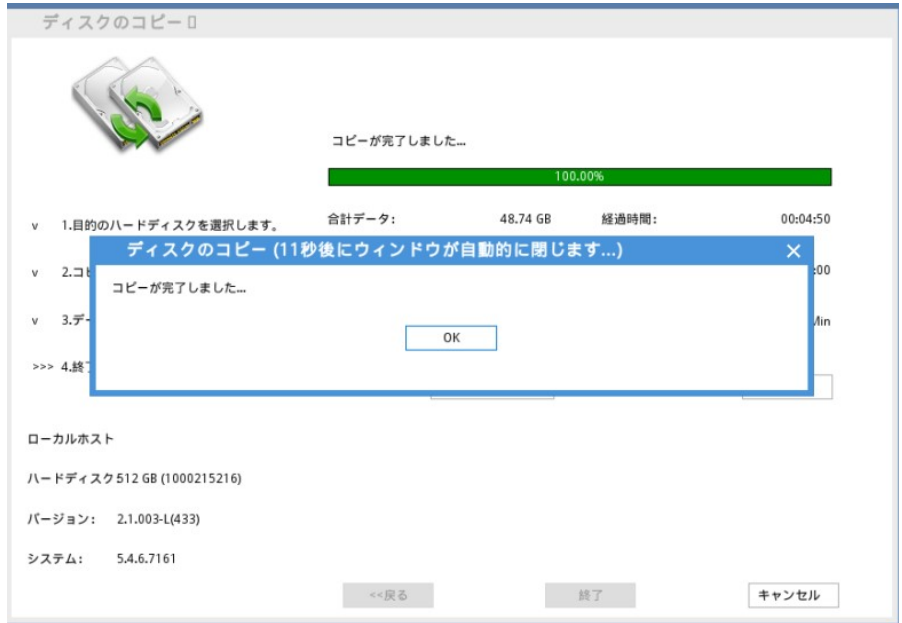 ディスクのコピー
コピーが完了しました...
100.00%
v 1.目的のハードディスクを選択します。
合計データ: 48.74 GB 経過時間: 00:04:50
ディスクのコピー (11秒後にウィンドウが自動的に閉じます...) ×
v 2.コ
:00
コピーが完了しました...
v 3.デー
Min
OK
>>> 4.終了
ローカルホスト
ハードディスク 512 GB (1000215216)
バージョン: 2.1.003-L(433)
システム: 5.4.6.7161
<<戻る 終了 キャンセル